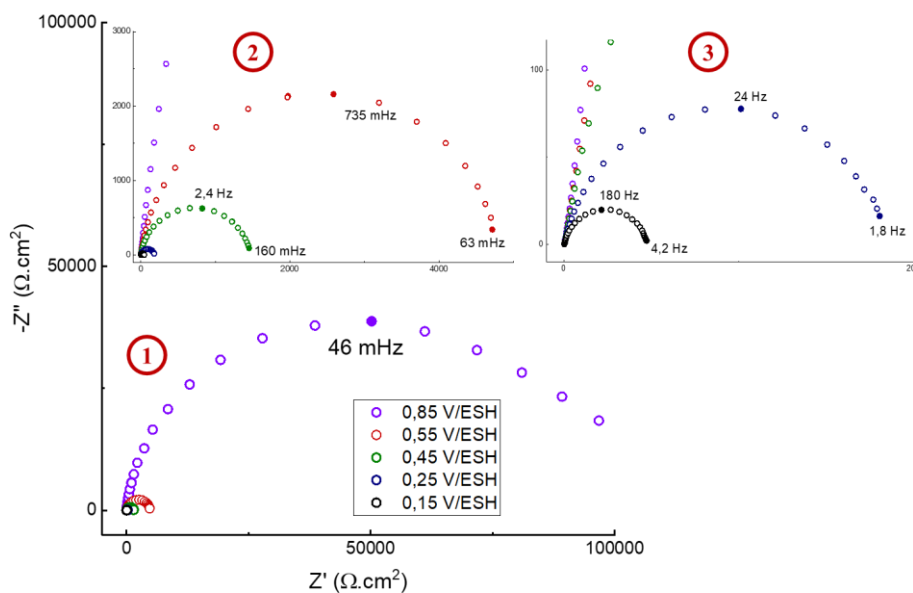 100000
50000
0
-Z" (Ω.cm²)
0
50000
100000
Z' (Ω.cm²)
1
46 mHz
0,85 V/ESH
0,55 V/ESH
0,45 V/ESH
0,25 V/ESH
0,15 V/ESH
2
3000
2000
1000
0
0
2000
4000
735 mHz
2,4 Hz
160 mHz
63 mHz
3
100
0
0
20
24 Hz
180 Hz
4,2 Hz
1,8 Hz